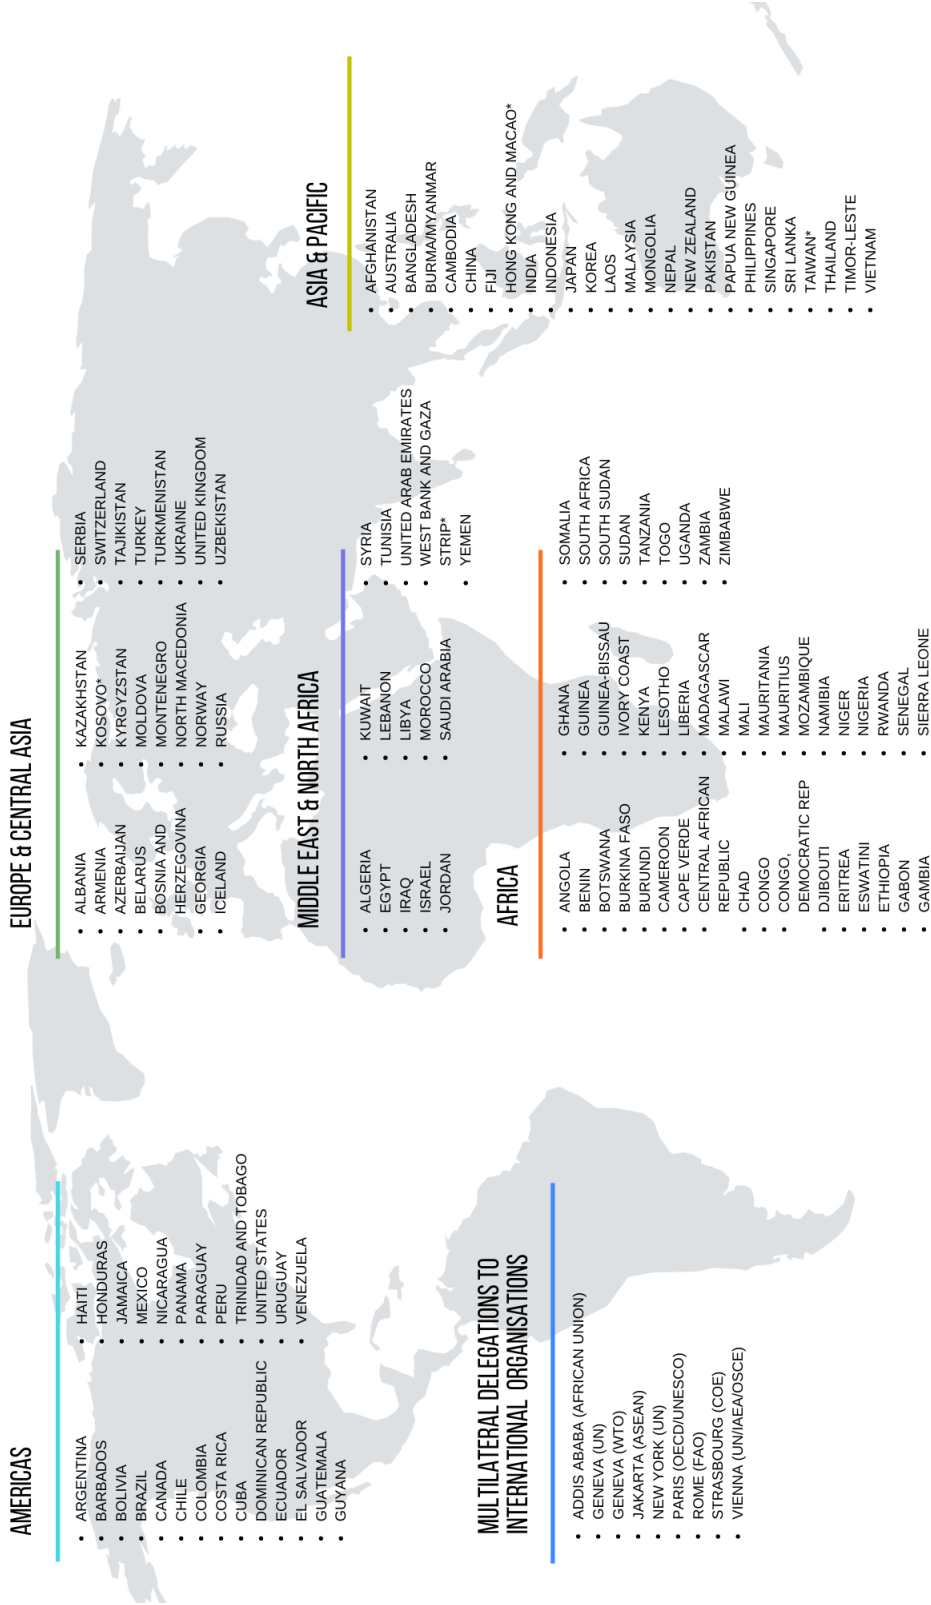 AMERICAS
• ARGENTINA
• BARBADOS
• BOLIVIA
• BRAZIL
• CANADA
• CHILE
• COLOMBIA
• COSTA RICA
• CUBA
• DOMINICAN REPUBLIC
• ECUADOR
• EL SALVADOR
• GUATEMALA
• GUYANA
• HAITI
• HONDURAS
• JAMAICA
• MEXICO
• NICARAGUA
• PANAMA
• PARAGUAY
• PERU
• TRINIDAD AND TOBAGO
• UNITED STATES
• URUGUAY
• VENEZUELA
EUROPE & CENTRAL ASIA
• ALBANIA
• ARMENIA
• AZERBAIJAN
• BELARUS
• BOSNIA AND
HERZEGOVINA
• GEORGIA
• ICELAND
• KAZAKHSTAN
• KOSOVO*
• KYRGYZSTAN
• MOLDOVA
• MONTENEGRO
• NORTH MACEDONIA
• NORWAY
• RUSSIA
• SERBIA
• SWITZERLAND
• TAJIKISTAN
• TURKEY
• TURKMENISTAN
• UKRAINE
• UNITED KINGDOM
• UZBEKISTAN
MIDDLE EAST & NORTH AFRICA
• ALGERIA
• EGYPT
• IRAQ
• ISRAEL
• JORDAN
• KUWAIT
• LEBANON
• LIBYA
• MOROCCO
• SAUDI ARABIA
• SYRIA
• TUNISIA
• UNITED ARAB EMIRATES
• WEST BANK AND GAZA
STRIP*
• YEMEN
ASIA & PACIFIC
• AFGHANISTAN
• AUSTRALIA
• BANGLADESH
• BURMA/MYANMAR
• CAMBODIA
• CHINA
• FIJI
• HONG KONG AND MACAO*
• INDIA
• INDONESIA
• JAPAN
• KOREA
• LAOS
• MALAYSIA
• MONGOLIA
• NEPAL
• NEW ZEALAND
• PAKISTAN
• PAPUA NEW GUINEA
• PHILIPPINES
• SINGAPORE
• SRI LANKA
• TAIWAN*
• THAILAND
• TIMOR-LESTE
• VIETNAM
MULTILATERAL DELEGATIONS TO
INTERNATIONAL ORGANISATIONS
• ADDIS ABABA (AFRICAN UNION)
• GENEVA (UN)
• GENEVA (WTO)
• JAKARTA (ASEAN)
• NEW YORK (UN)
• PARIS (OECD/UNESCO)
• ROME (FAO)
• STRASBOURG (COE)
• VIENNA (UN/IAEA/OSCE)
AFRICA
• ANGOLA
• BENIN
• BOTSWANA
• BURKINA FASO
• BURUNDI
• CAMEROON
• CAPE VERDE
• CENTRAL AFRICAN
REPUBLIC
• CHAD
• CONGO
• CONGO,
DEMOCRATIC REP
• DJIBOUTI
• ERITREA
• ESWATINI
• ETHIOPIA
• GABON
• GAMBIA
• GHANA
• GUINEA
• GUINEA-BISSAU
• IVORY COAST
• KENYA
• LESOTHO
• LIBERIA
• MADAGASCAR
• MALAWI
• MALI
• MAURITANIA
• MAURITIUS
• MOZAMBIQUE
• NAMIBIA
• NIGER
• NIGERIA
• RWANDA
• SENEGAL
• SIERRA LEONE
• SOMALIA
• SOUTH AFRICA
• SOUTH SUDAN
• SUDAN
• TANZANIA
• TOGO
• UGANDA
• ZAMBIA
• ZIMBABWE